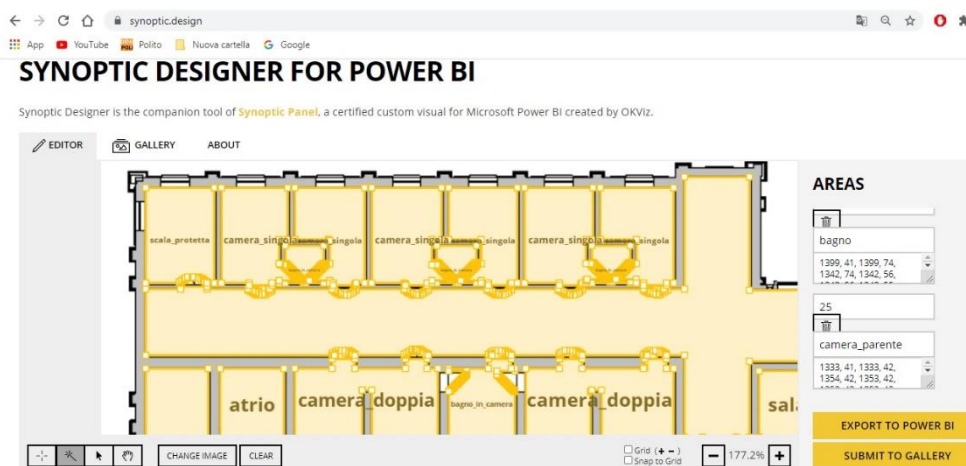 synoptic.design
App YouTube Polito Nuova cartella Google
SYNOPTIC DESIGNER FOR POWER BI
Synoptic Designer is the companion tool of Synoptic Panel, a certified custom visual for Microsoft Power BI created by OKViz.
EDITOR GALLERY ABOUT
AREAS
bagno
1399, 41, 1399, 74,
1342, 74, 1342, 56,
25
camera_parente
1333, 41, 1333, 42,
1354, 42, 1353, 42,
scala_protetta camera_singola camera_singola camera_singola camera_singola camera_singola camera_singola
bagno_in_camera bagno_in_camera bagno_in_camera
atrio camera_doppia bagno_in_camera camera_doppia sal
CHANGE IMAGE CLEAR
Grid (+ -)
Snap to Grid
- 177.2% +
EXPORT TO POWER BI
SUBMIT TO GALLERY